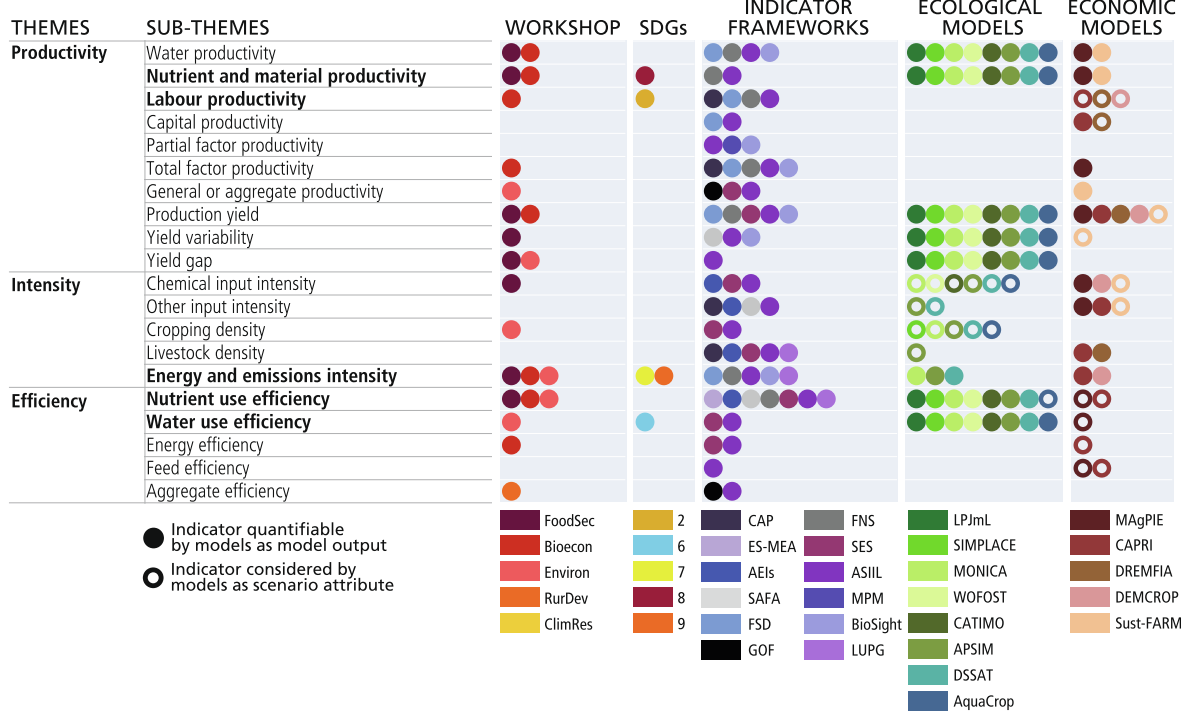 THEMES
SUB-THEMES
WORKSHOP
SDGs
INDICATOR
FRAMEWORKS
ECOLOGICAL
MODELS
ECONOMIC
MODELS
Productivity
Water productivity
Nutrient and material productivity
Labour productivity
Capital productivity
Partial factor productivity
Total factor productivity
General or aggregate productivity
Production yield
Yield variability
Yield gap
Intensity
Chemical input intensity
Other input intensity
Cropping density
Livestock density
Energy and emissions intensity
Efficiency
Nutrient use efficiency
Water use efficiency
Energy efficiency
Feed efficiency
Aggregate efficiency
Indicator quantifiable
by models as model output
Indicator considered by
models as scenario attribute
FoodSec
Bioecon
Environ
RurDev
ClimRes
2
6
7
8
9
CAP
ES-MEA
AEIs
SAFA
FSD
GOF
FNS
SES
ASIIL
MPM
BioSight
LUPG
LPJmL
SIMPLACE
MONICA
WOFOST
CATIMO
APSIM
DSSAT
AquaCrop
MAgPIE
CAPRI
DREMFIA
DEMCROP
Sust-FARM